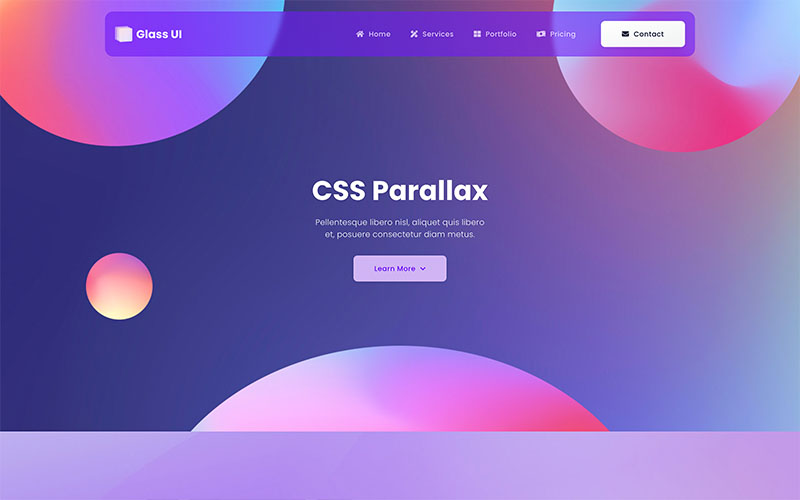 Glass UI
Home
Services
Portfolio
Pricing
Contact
CSS Parallax
Pellentesque libero nisl, aliquet quis libero
et, posuere consectetur diam metus.
Learn More